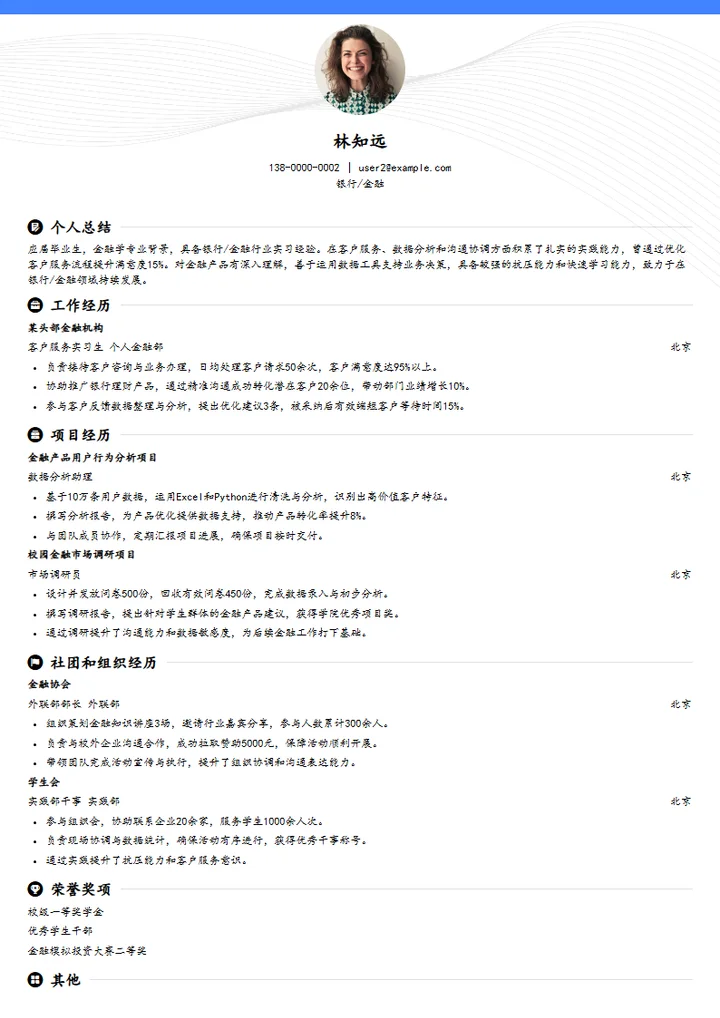 林知远
138-0000-0002 | user2@example.com
银行/金融
个人总结
应届毕业生，金融学专业背景，具备银行/金融行业实习经验。在客户服务、数据分析和沟通协调方面积累了扎实的实践能力，曾通过优化
客户服务流程提升满意度15%。对金融产品有深入理解，善于运用数据工具支持业务决策，具备较强的抗压能力和快速学习能力，致力于在
银行/金融领域持续发展。
工作经历
某头部金融机构
客户服务实习生 个人金融部 北京
• 负责接待客户咨询与业务办理，日均处理客户请求50余次，客户满意度达95%以上。
• 协助推广银行理财产品，通过精准沟通成功转化潜在客户20余位，带动部门业绩增长10%。
• 参与客户反馈数据整理与分析，提出优化建议3条，被采纳后有效缩短客户等待时间15%。
项目经历
金融产品用户行为分析项目
数据分析助理 北京
• 基于10万条用户数据，运用Excel和Python进行清洗与分析，识别出高价值客户特征。
• 撰写分析报告，为产品优化提供数据支持，推动产品转化率提升8%。
• 与团队成员协作，定期汇报项目进展，确保项目按时交付。
校园金融市场调研项目
市场调研员 北京
• 设计并发放问卷500份，回收有效问卷450份，完成数据录入与初步分析。
• 撰写调研报告，提出针对学生群体的金融产品建议，获得学院优秀项目奖。
• 通过调研提升了沟通能力和数据敏感度，为后续金融工作打下基础。
社团和组织经历
金融协会
外联部部长 外联部 北京
• 组织策划金融知识讲座3场，邀请行业嘉宾分享，参与人数累计300余人。
• 负责与校外企业沟通合作，成功拉取赞助5000元，保障活动顺利开展。
• 带领团队完成活动宣传与执行，提升了组织协调和沟通表达能力。
学生会
实践部干事 实践部 北京
• 参与组织会，协助联系企业20余家，服务学生1000余人次。
• 负责现场协调与数据统计，确保活动有序进行，获得优秀干事称号。
• 通过实践提升了抗压能力和客户服务意识。
荣誉奖项
校级一等奖学金
优秀学生干部
金融模拟投资大赛二等奖
其他